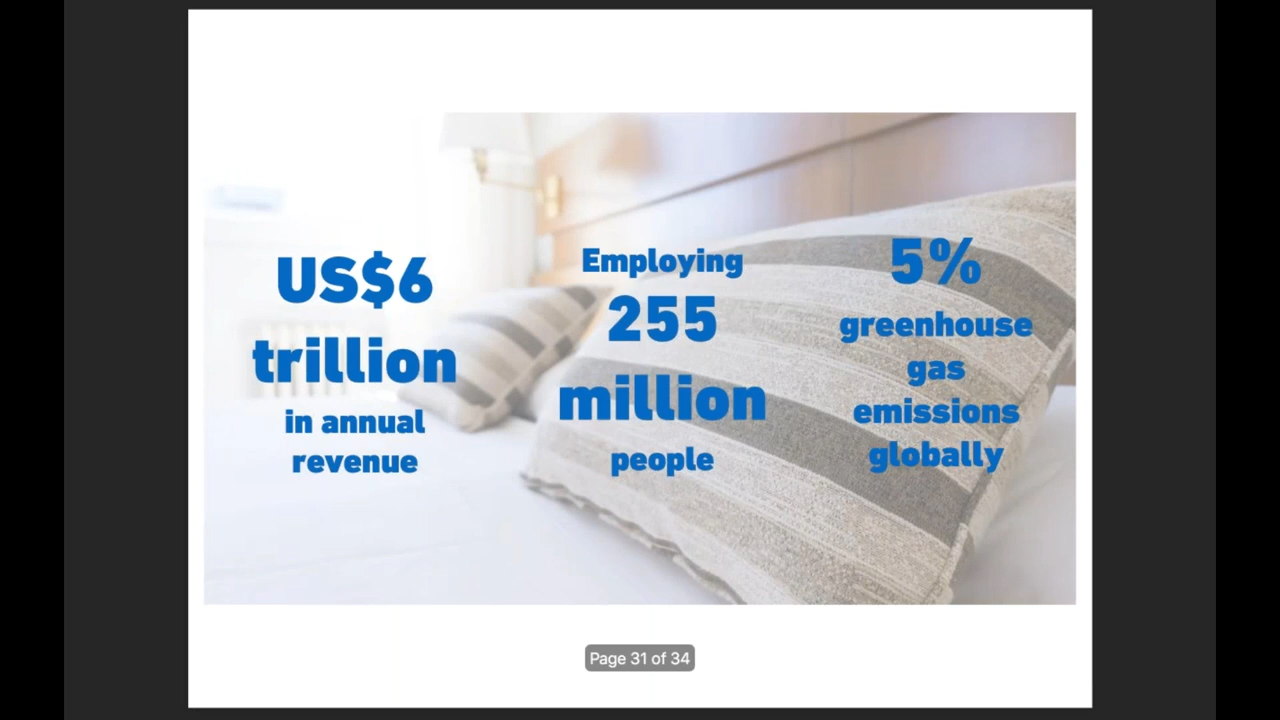 US$6
trillion
in annual
revenue
Employing
255
million
people
5%
greenhouse
gas
emissions
globally
Page 31 of 34